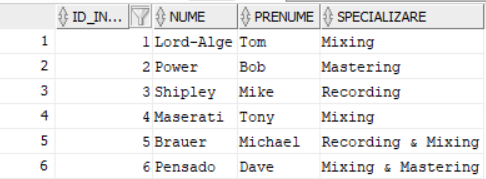 ID_IN... NUME PRENUME SPECIALIZARE
1 1 Lord-Alge Tom Mixing
2 2 Power Bob Mastering
3 3 Shipley Mike Recording
4 4 Maserati Tony Mixing
5 5 Brauer Michael Recording & Mixing
6 6 Pensado Dave Mixing & Mastering